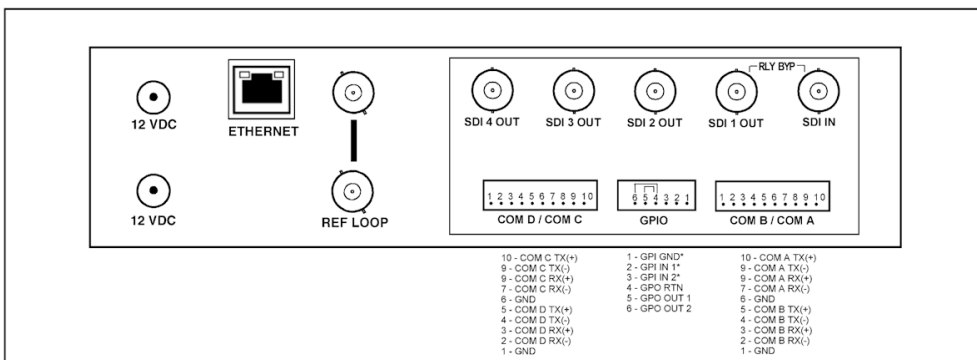 RLY BYP
SDI 4 OUT SDI 3 OUT SDI 2 OUT SDI 1 OUT SDI IN
12 VDC
ETHERNET
12 VDC
REF LOOP
1 2 3 4 5 6 7 8 9 10
COM D / COM C
6 5 4 3 2 1
GPIO
1 2 3 4 5 6 7 8 9 10
COM B / COM A
10 - COM C TX(+)
9 - COM C TX(-)
9 - COM C RX(+)
7 - COM C RX(-)
6 - GND
5 - COM D TX(+)
4 - COM D TX(-)
3 - COM D RX(+)
2 - COM D RX(-)
1 - GND
1 - GPI GND*
2 - GPI IN 1*
3 - GPI IN 2*
4 - GPO RTN
5 - GPO OUT 1
6 - GPO OUT 2
10 - COM A TX(+)
9 - COM A TX(-)
9 - COM A RX(+)
7 - COM A RX(-)
6 - GND
5 - COM B TX(+)
4 - COM B TX(-)
3 - COM B RX(+)
2 - COM B RX(-)
1 - GND